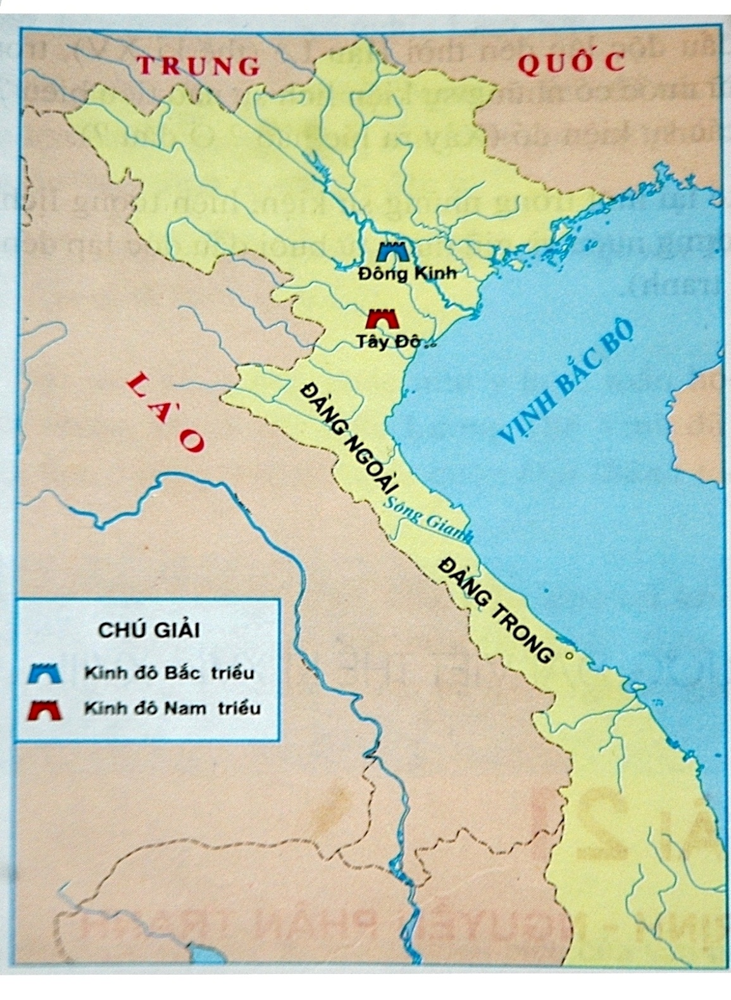 TRUNG QUỐC
Đông Kinh
Tây Đô
VỊNH BẮC BỘ
LÀO
ĐÀNG NGOÀI
Sông Gianh
ĐÀNG TRONG
CHÚ GIẢI
Kinh đô Bắc triều
Kinh đô Nam triều